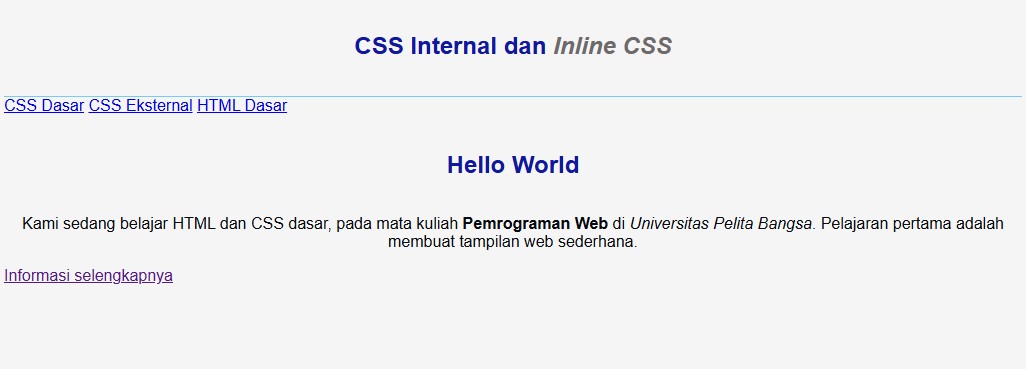 CSS Internal dan Inline CSS
CSS Dasar CSS Eksternal HTML Dasar
Hello World
Kami sedang belajar HTML dan CSS dasar, pada mata kuliah Pemrograman Web di Universitas Pelita Bangsa. Pelajaran pertama adalah
membuat tampilan web sederhana.
Informasi selengkapnya